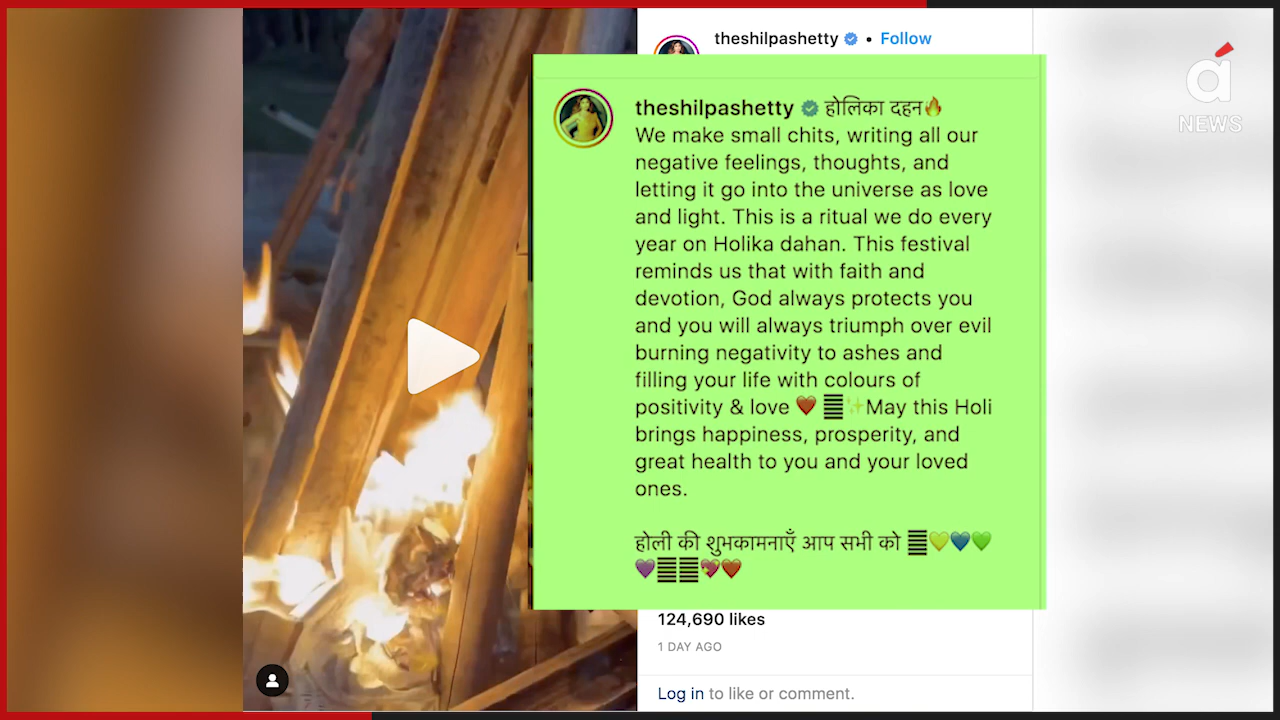 theshilpashetty • Follow
NEWS
theshilpashetty होलिका दहन🔥
We make small chits, writing all our
negative feelings, thoughts, and
letting it go into the universe as love
and light. This is a ritual we do every
year on Holika dahan. This festival
reminds us that with faith and
devotion, God always protects you
and you will always triumph over evil
burning negativity to ashes and
filling your life with colours of
positivity & love ❤️ ✨May this Holi
brings happiness, prosperity, and
great health to you and your loved
ones.
होली की शुभकामनाएँ आप सभी को 💛💙💚
💜💖❤️
124,690 likes
1 DAY AGO
Log in to like or comment.